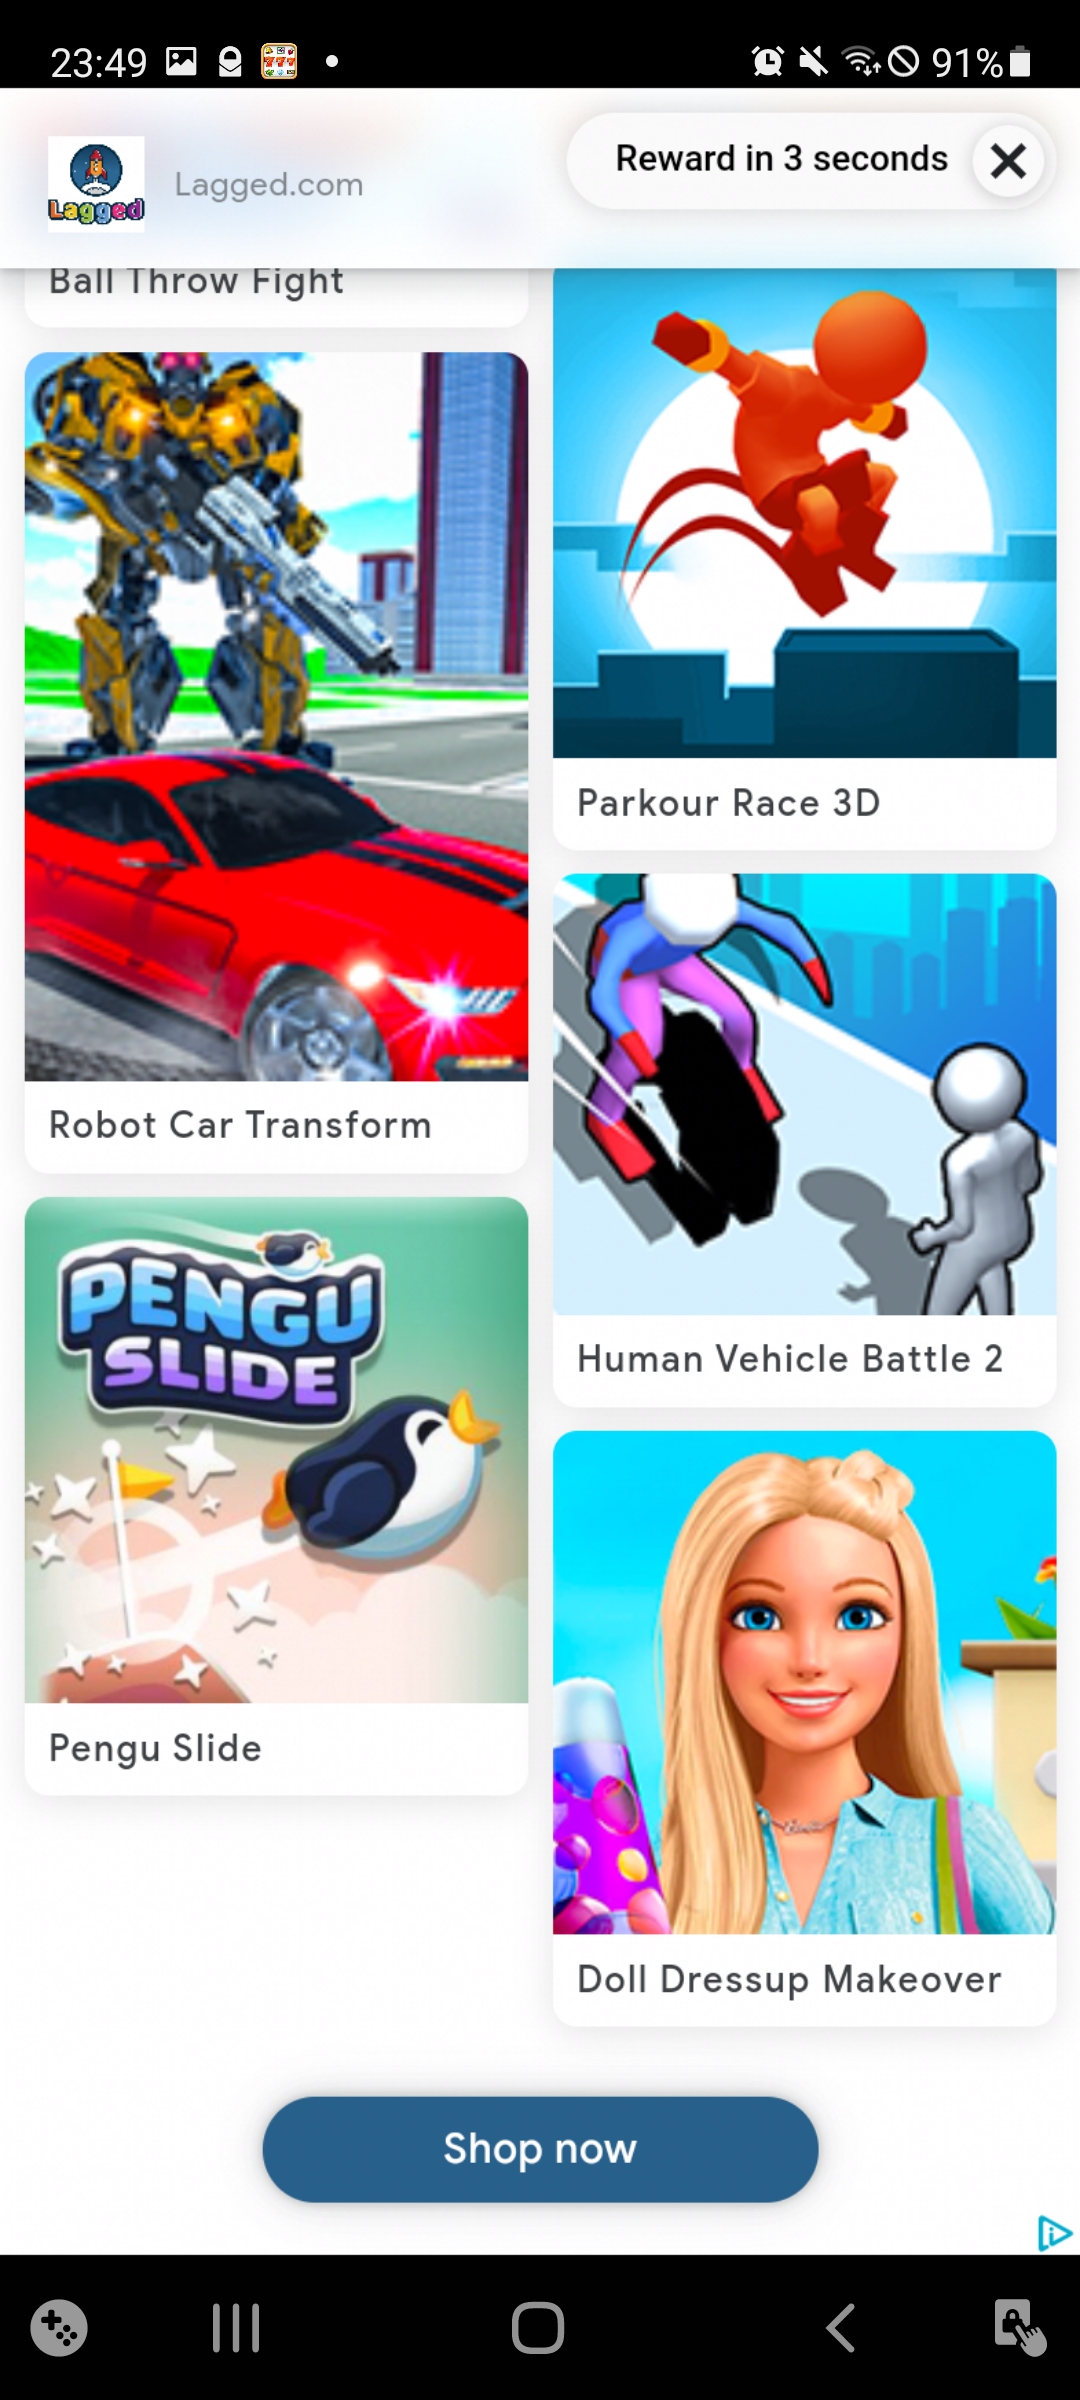 23:49
91%
Lagged
Lagged.com
Reward in 3 seconds
Ball Throw Fight
Robot Car Transform
PENGU
SLIDE
Pengu Slide
Parkour Race 3D
Human Vehicle Battle 2
Doll Dressup Makeover
Shop now